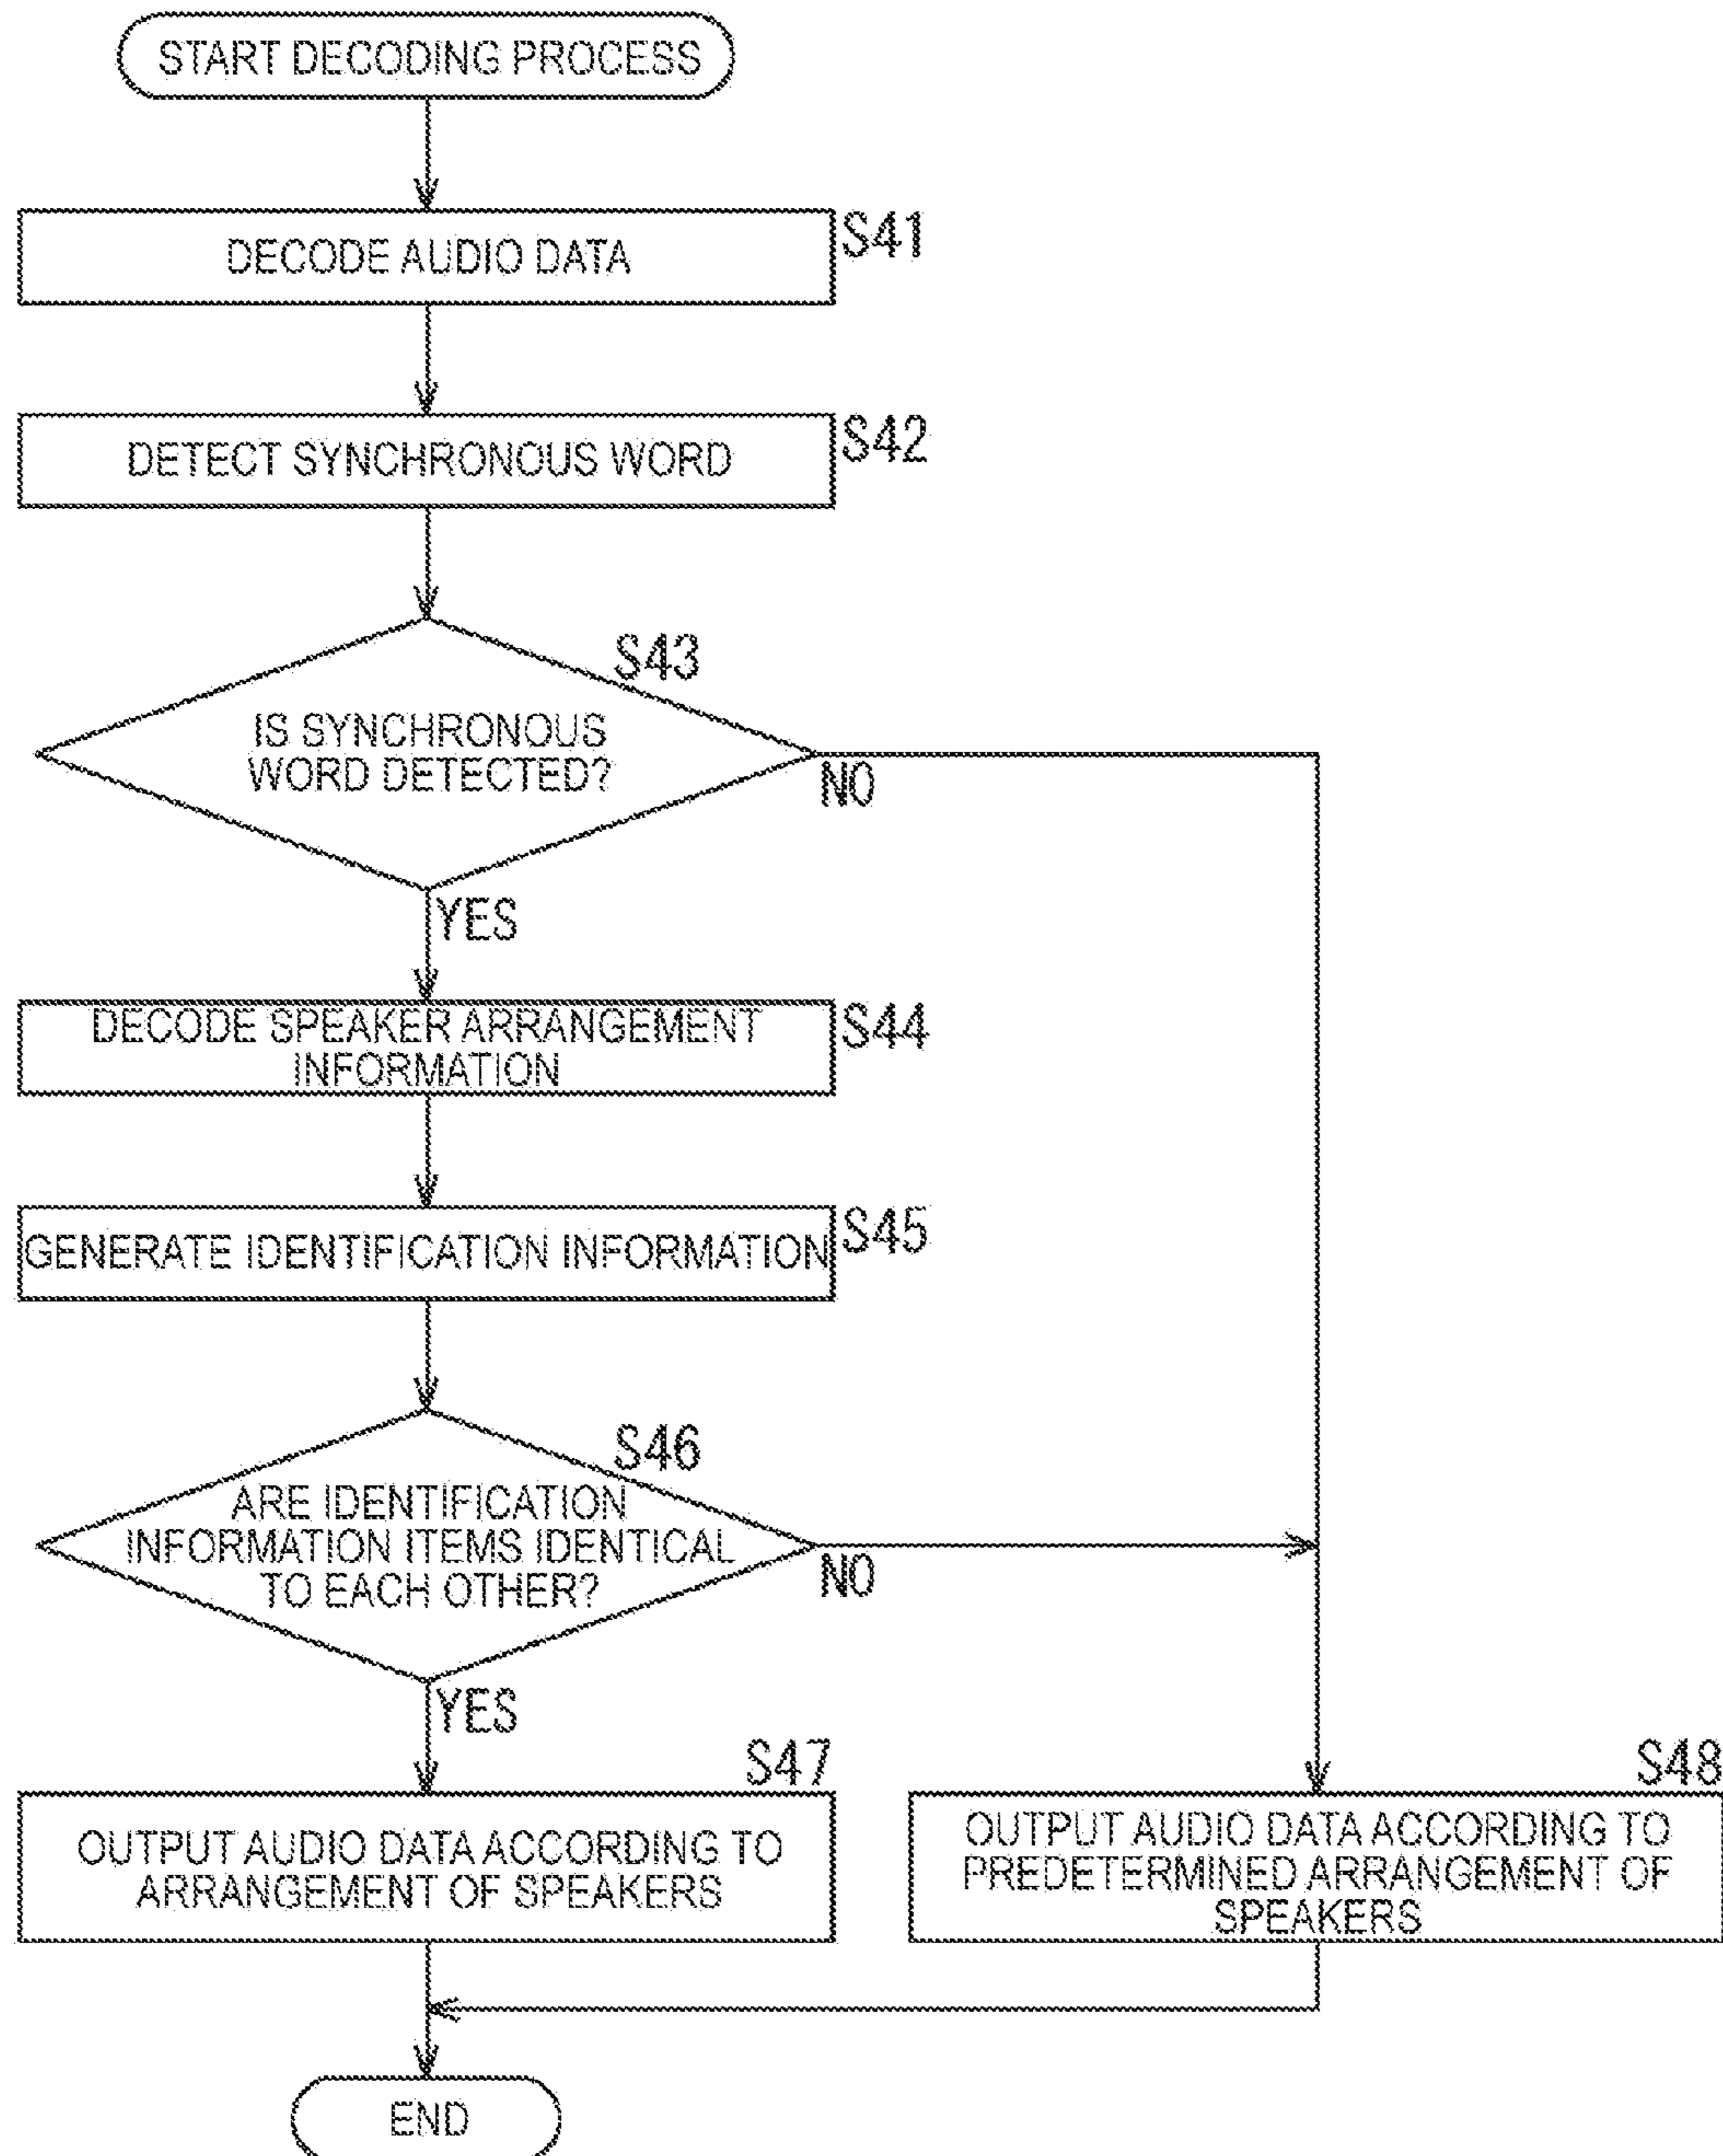 START DECODING PROCESS
S41
DECODE AUDIO DATA
S42
DETECT SYNCHRONOUS WORD
S43
IS SYNCHRONOUS
WORD DETECTED?
NO
YES
S44
DECODE SPEAKER ARRANGEMENT
INFORMATION
S45
GENERATE IDENTIFICATION INFORMATION
S46
ARE IDENTIFICATION
INFORMATION ITEMS IDENTICAL
TO EACH OTHER?
NO
YES
S47
OUTPUT AUDIO DATA ACCORDING TO
ARRANGEMENT OF SPEAKERS
S48
OUTPUT AUDIO DATA ACCORDING TO
PREDETERMINED ARRANGEMENT OF
SPEAKERS
END